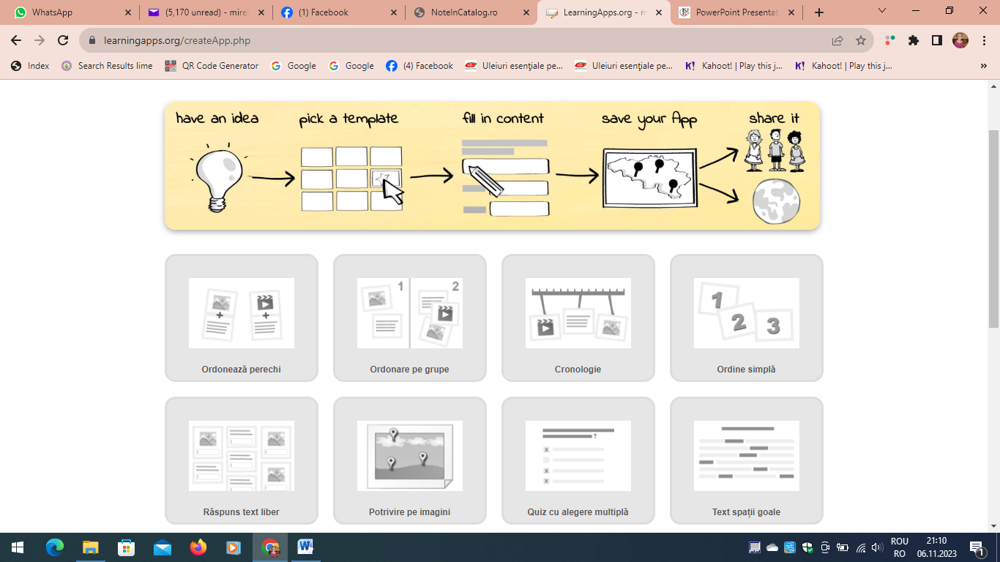 WhatsApp
(5,170 unread) - mirel
(1) Facebook
NoteInCatalog.ro
LearningApps.org - m
PowerPoint Presentat
learningapps.org/createApp.php
Index
Search Results lime
QR Code Generator
Google
Google
(4) Facebook
Uleiuri esenţiale pe...
Uleiuri esenţiale pe...
Kahoot! | Play this j...
Kahoot! | Play this j...
have an idea
pick a template
fill in content
save your App
share it
1
2
1
2
3
Ordonează perechi
Ordonare pe grupe
Cronologie
Ordine simplă
?
Răspuns text liber
Potrivire pe imagini
Quiz cu alegere multiplă
Text spații goale
ROU
RO
21:10
06.11.2023
1